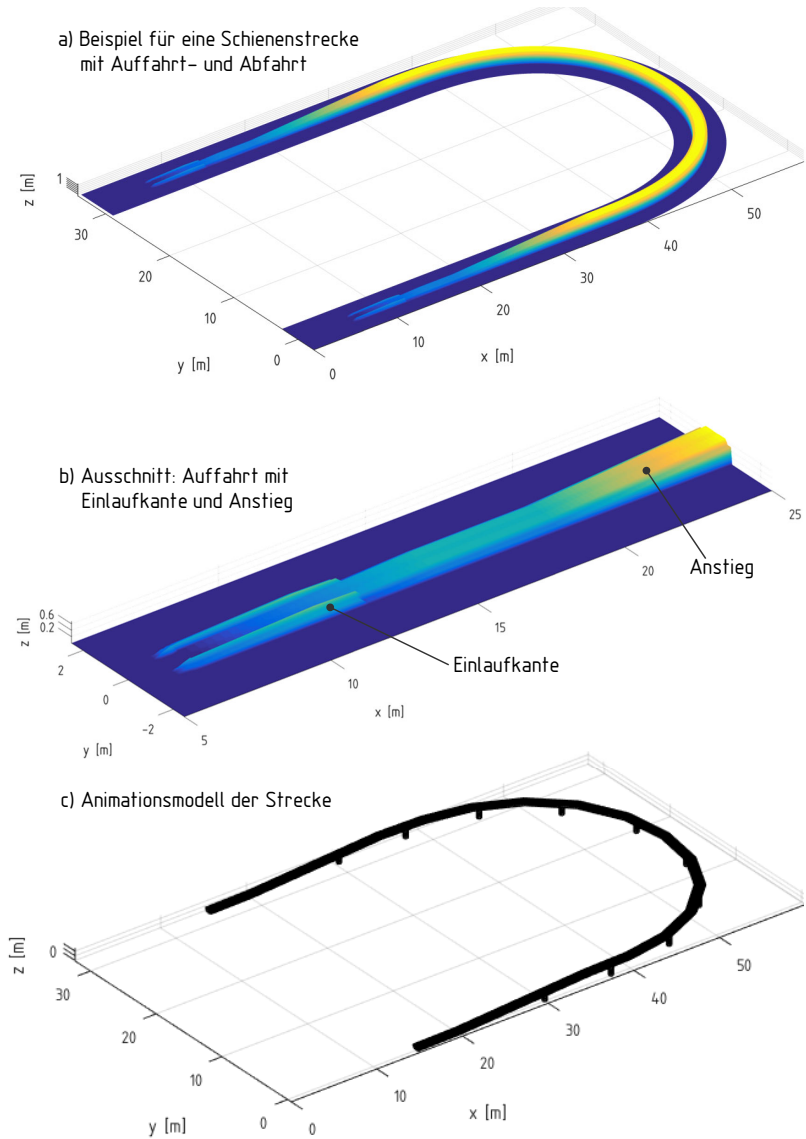 a) Beispiel für eine Schienenstrecke
mit Auffahrt- und Abfahrt
z [m]
1
30
20
10
0
y [m]
0
10
20
30
40
50
x [m]
b) Ausschnitt: Auffahrt mit
Einlaufkante und Anstieg
Anstieg
Einlaufkante
z [m]
0.6
0.2
2
0
-2
y [m]
5
10
15
20
25
x [m]
c) Animationsmodell der Strecke
z [m]
0
30
20
10
0
y [m]
0
10
20
30
40
50
x [m]